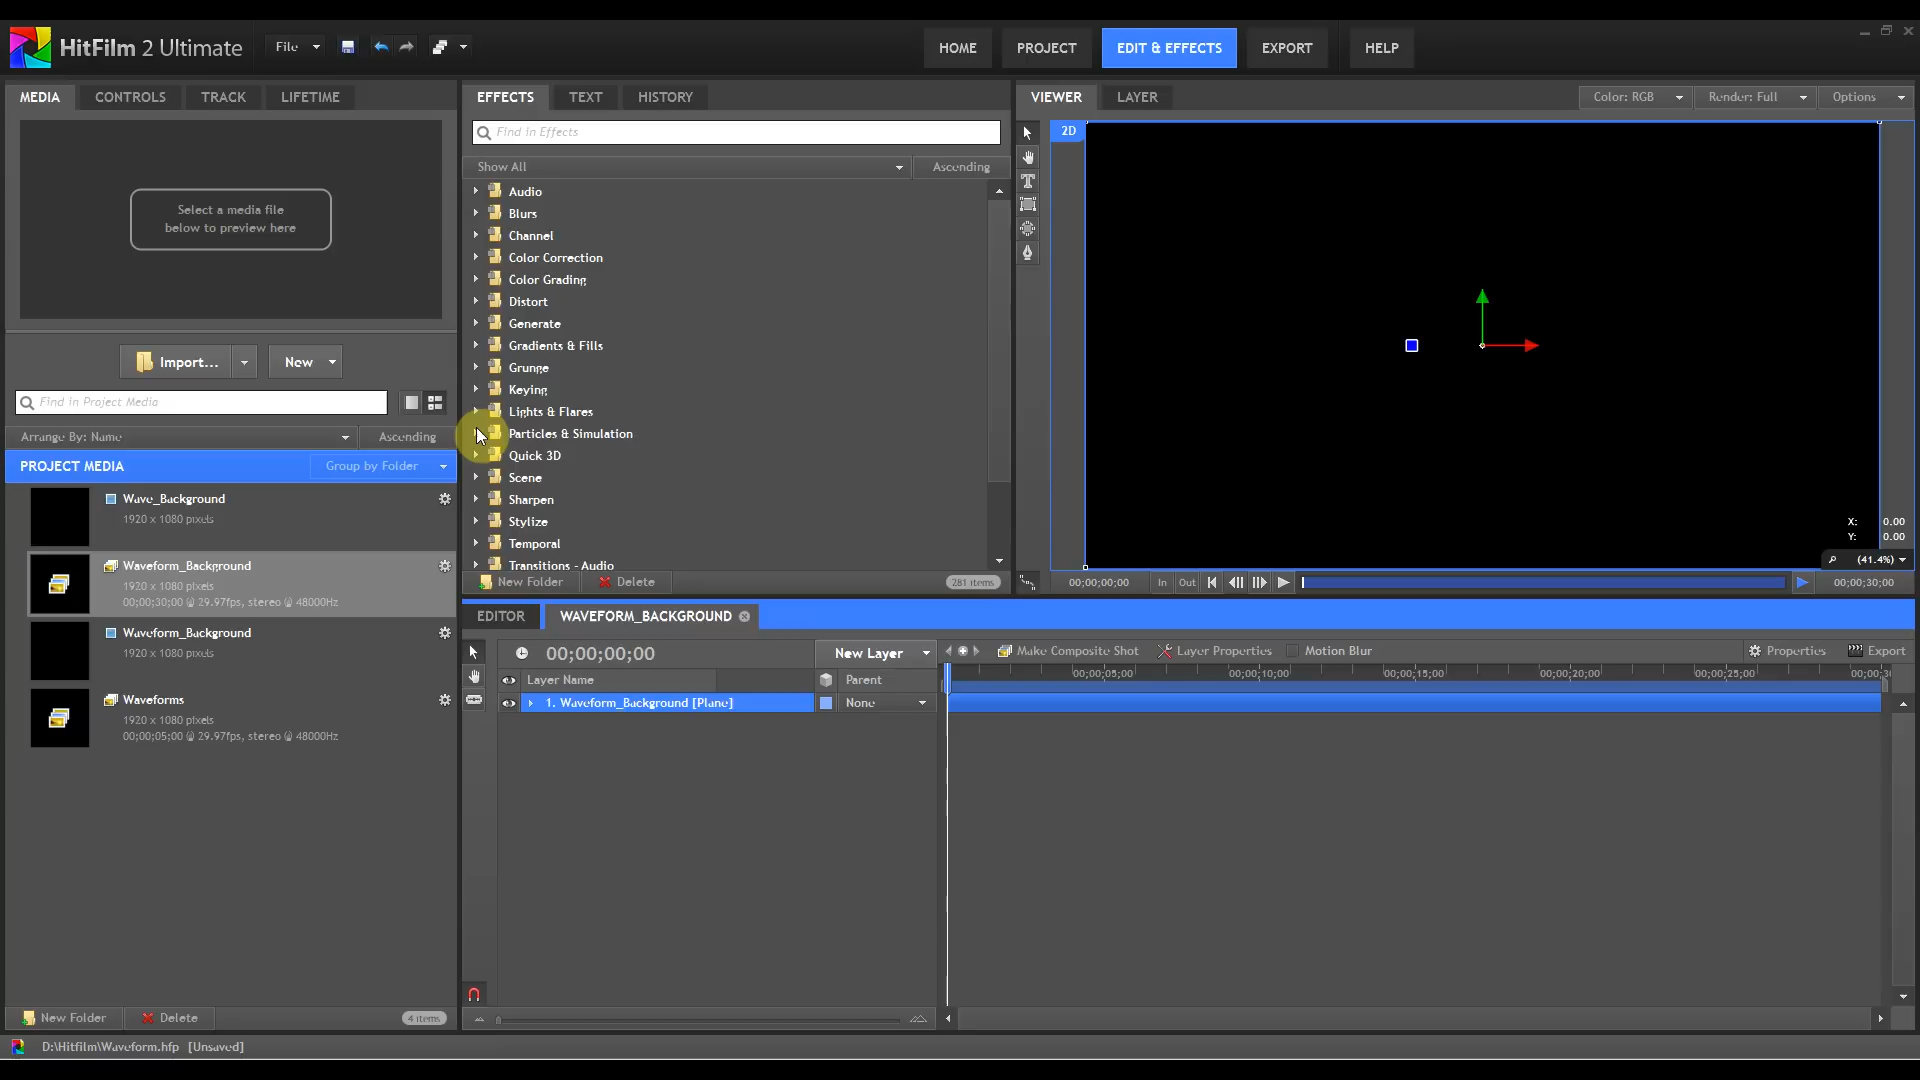 HitFilm 2 Ultimate
File
HOME
PROJECT
EDIT & EFFECTS
EXPORT
HELP
MEDIA
CONTROLS
TRACK
LIFETIME
Select a media file
below to preview here
Import...
New
Find in Project Media
Arrange By: Name
Ascending
PROJECT MEDIA
Group by Folder
Wave_Background
1920 x 1080 pixels
Waveform_Background
1920 x 1080 pixels
00;00;30;00 @ 29.97fps, stereo @ 48000Hz
Waveform_Background
1920 x 1080 pixels
Waveforms
1920 x 1080 pixels
00;00;05;00 @ 29.97fps, stereo @ 48000Hz
New Folder
Delete
4 items
EFFECTS
TEXT
HISTORY
Find in Effects
Show All
Ascending
Audio
Blurs
Channel
Color Correction
Color Grading
Distort
Generate
Gradients & Fills
Grunge
Keying
Lights & Flares
Particles & Simulation
Quick 3D
Scene
Sharpen
Stylize
Temporal
Transitions - Audio
New Folder
Delete
281 items
VIEWER
LAYER
Color: RGB
Render: Full
Options
2D
X: 0.00
Y: 0.00
(41.4%)
00;00;00;00
In
Out
00;00;30;00
EDITOR
WAVEFORM_BACKGROUND
00;00;00;00
New Layer
Make Composite Shot
Layer Properties
Motion Blur
Properties
Export
Layer Name
Parent
00;00;05;00
00;00;10;00
00;00;15;00
00;00;20;00
00;00;25;00
00;00;3
1. Waveform_Background [Plane]
None
D:\Hitfilm\Waveform.hfp [Unsaved]